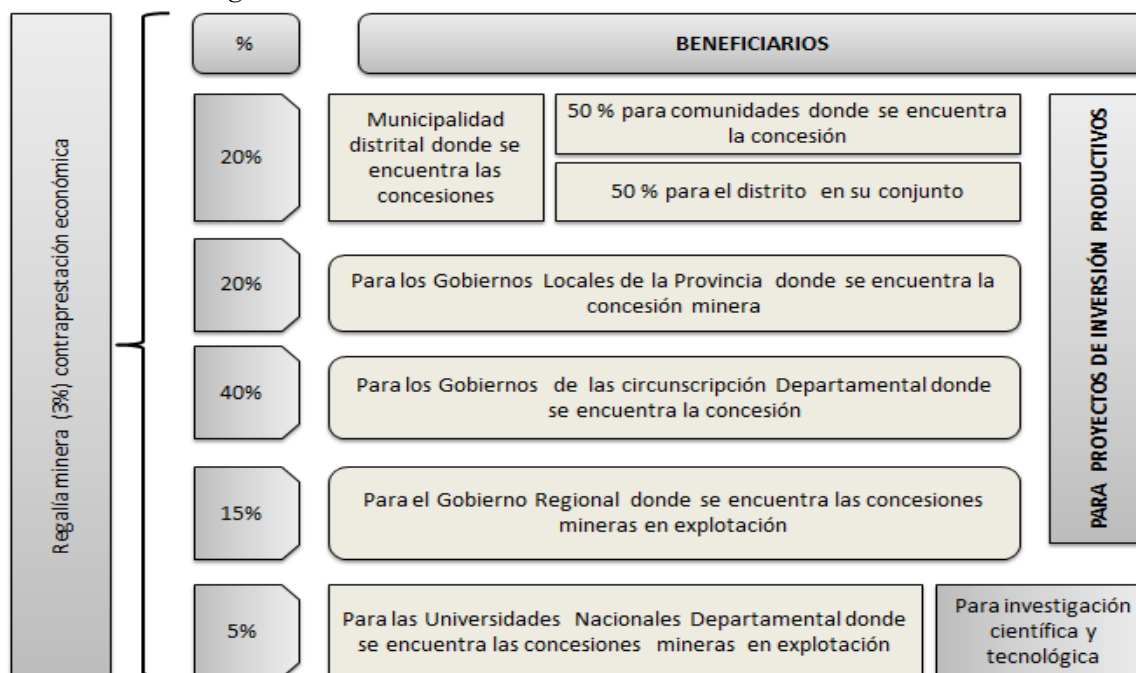 Regalía minera (3%) contraprestación económica
%
BENEFICIARIOS
20%
Municipalidad
distrital donde se
encuentra las
concesiones
50 % para comunidades donde se encuentra
la concesión
50 % para el distrito en su conjunto
20%
Para los Gobiernos Locales de la Provincia donde se encuentra la
concesión minera
40%
Para los Gobiernos de las circunscripción Departamental donde
se encuentra la concesión
15%
Para el Gobierno Regional donde se encuentra las concesiones
mineras en explotación
PARA PROYECTOS DE INVERSIÓN PRODUCTIVOS
5%
Para las Universidades Nacionales Departamental donde
se encuentra las concesiones mineras en explotación
Para investigación
científica y
tecnológica